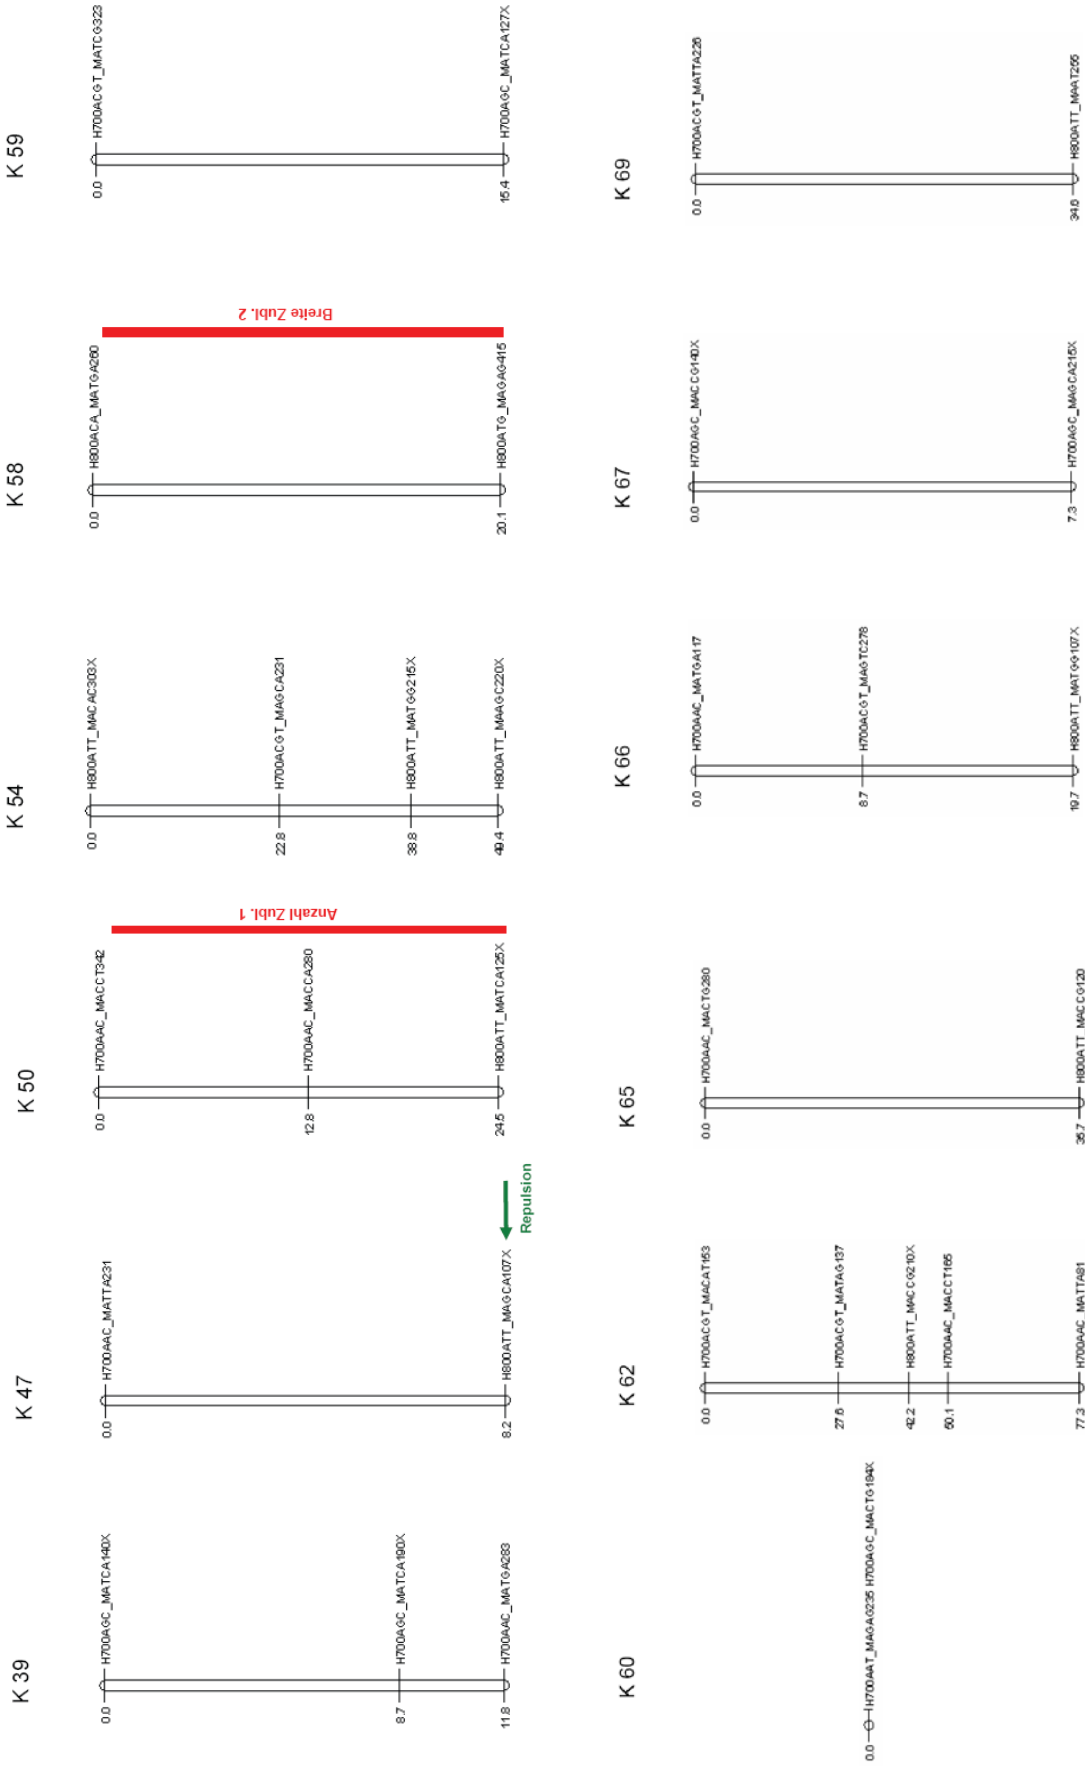 K 39
0.0 H700AGC_MATCA140X
8.7 H700AGC_MATCA190X
11.8 H700AAC_MATGA283
K 47
0.0 H700AAC_MATTA231
8.2 H800ATT_MAGCA107X
Repulsion
K 50
0.0 H700AAC_MACCT342
12.8 H700AAC_MACCA280
24.5 H800ATT_MATCA125X
Anzahl Zubl. 1
K 54
0.0 H800ATT_MACAC303X
22.8 H700ACGT_MAGCA231
38.8 H800ATT_MATGG215X
49.4 H800ATT_MAAGC220X
K 58
0.0 H800ACA_MATGA260
20.1 H800ATG_MAGAG415
Breite Zubl. 2
K 59
0.0 H700ACGT_MATCG323
15.4 H700AGC_MATCA127X
K 60
0.0 H700AAT_MAGAG235 H700AGC_MACTG184X
K 62
0.0 H700ACGT_MACAT153
27.6 H700ACGT_MATAG137
42.2 H800ATT_MACCG210X
50.1 H700AAC_MACCT165
77.3 H700AAC_MATTA81
K 65
0.0 H700AAC_MACTG280
35.7 H800ATT_MACCG120
K 66
0.0 H700AAC_MATGA117
8.7 H700ACGT_MAGTC278
19.7 H800ATT_MATGG107X
K 67
0.0 H700AGC_MACCG140X
7.3 H700AGC_MAGCA215X
K 69
0.0 H700ACGT_MATTA226
34.6 H800ATT_MAAT265